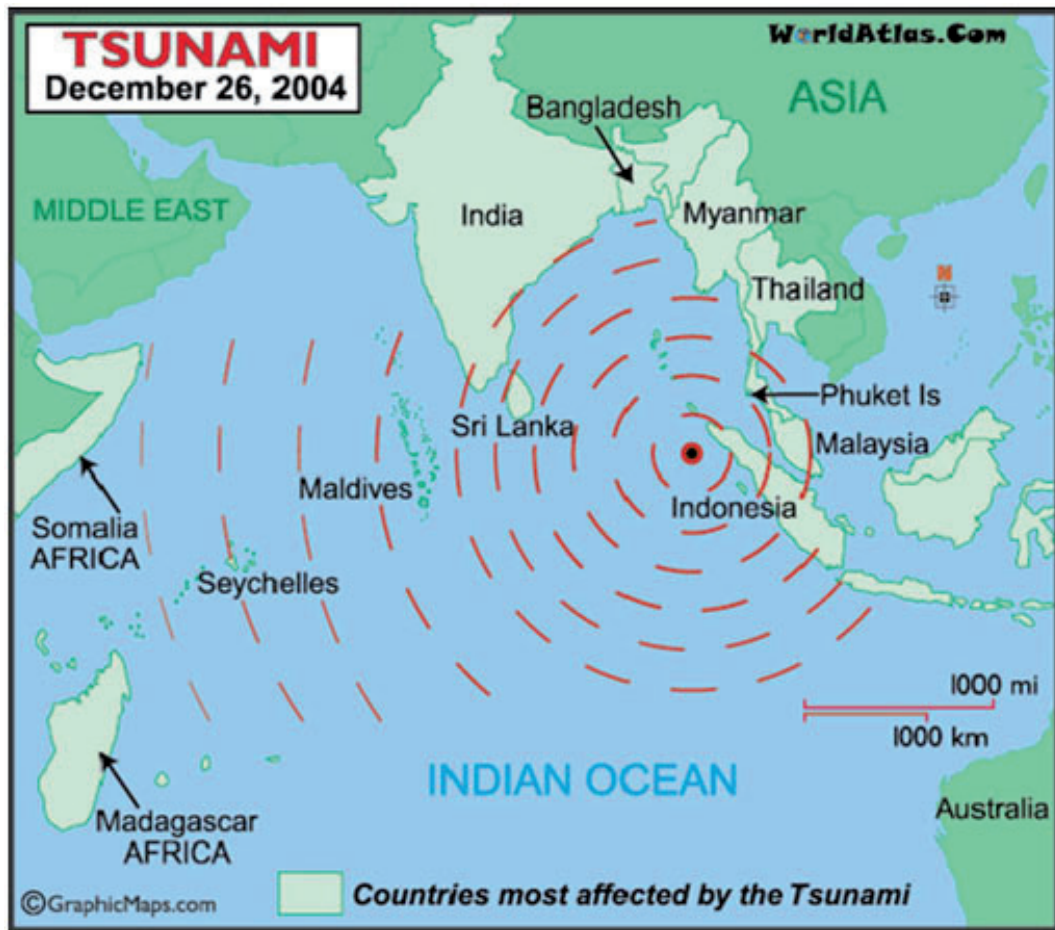 TSUNAMI
December 26, 2004
WorldAtlas.Com
ASIA
Bangladesh
MIDDLE EAST
India
Myanmar
N
Thailand
Phuket Is
Sri Lanka
Malaysia
Maldives
Indonesia
Somalia
AFRICA
Seychelles
1000 mi
1000 km
INDIAN OCEAN
Australia
Madagascar
AFRICA
©GraphicMaps.com
Countries most affected by the Tsunami